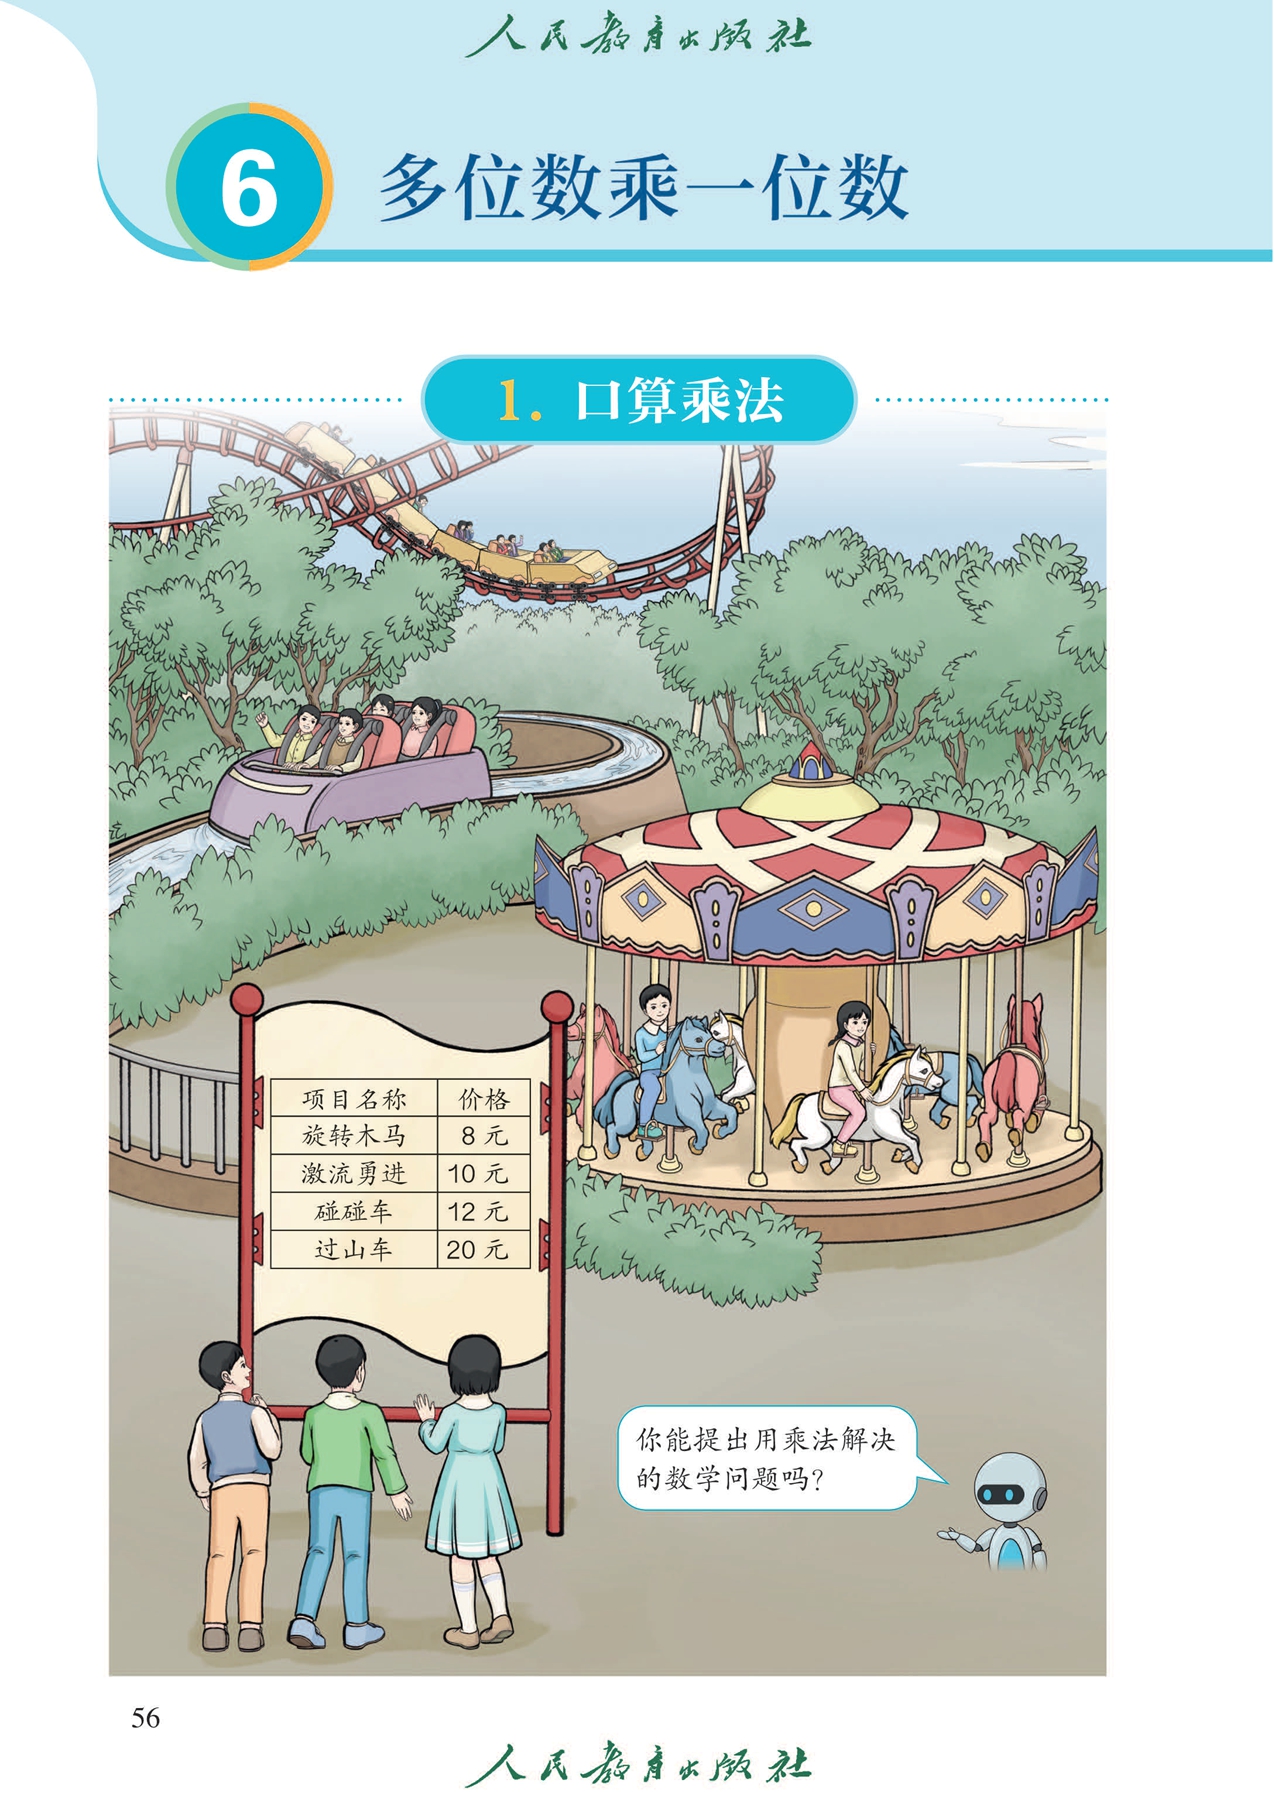 人民教育出版社
6
多位数乘一位数
1. 口算乘法
项目名称 价格
旋转木马 8 元
激流勇进 10 元
碰碰车 12 元
过山车 20 元
你能提出用乘法解决
的数学问题吗?
56
人民教育出版社